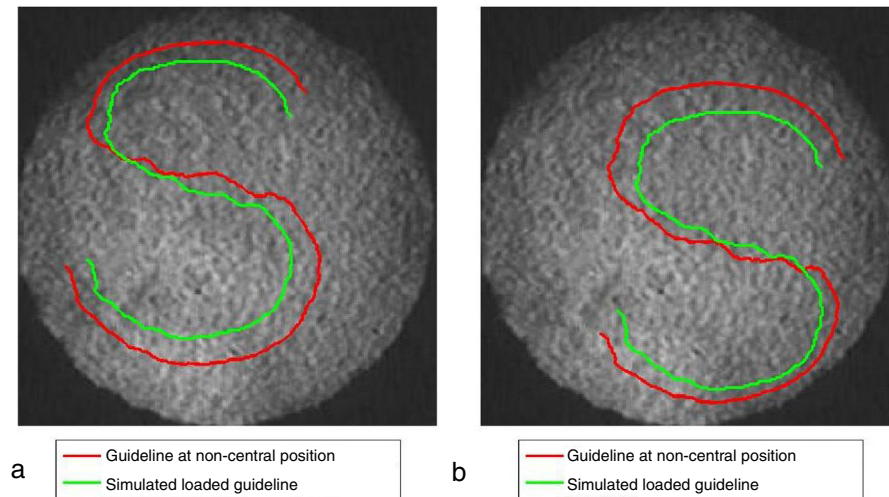 a
Guideline at non-central position
Simulated loaded guideline
b
Guideline at non-central position
Simulated loaded guideline